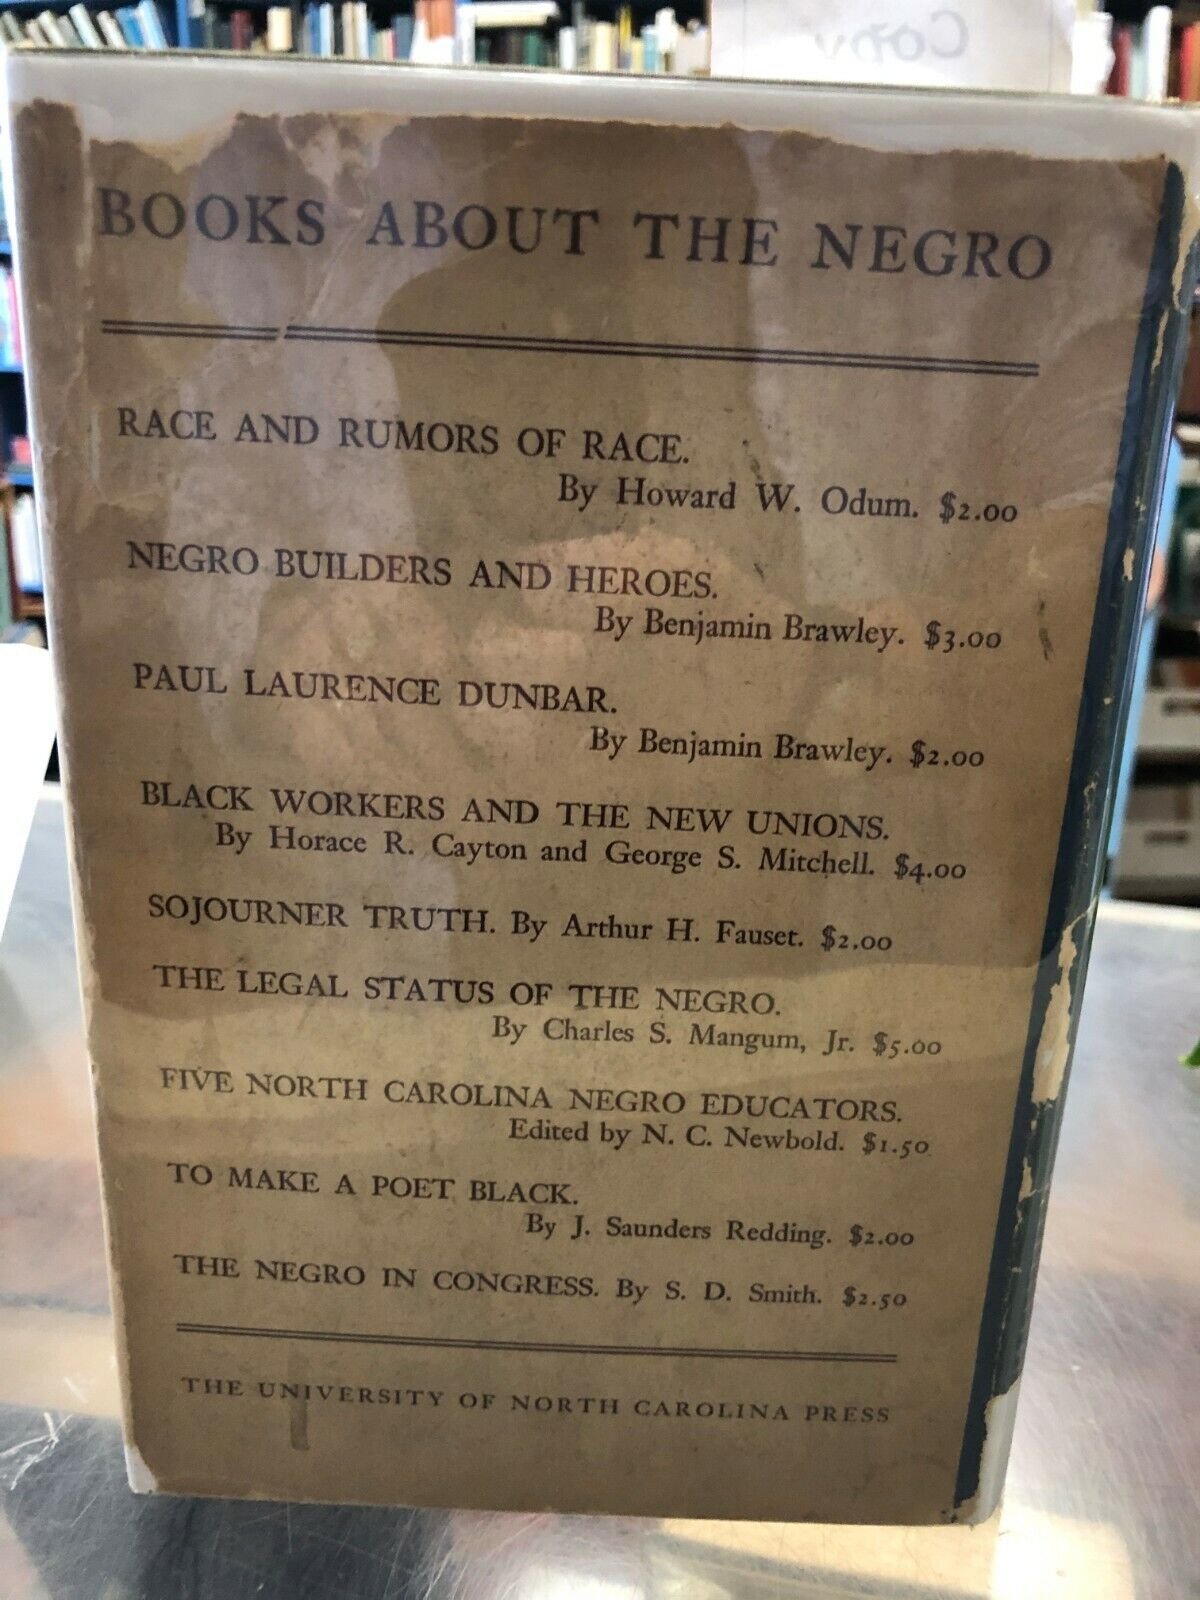 Copy
BOOKS ABOUT THE NEGRO
RACE AND RUMORS OF RACE.
By Howard W. Odum. $2.00
NEGRO BUILDERS AND HEROES.
By Benjamin Brawley. $3.00
PAUL LAURENCE DUNBAR.
By Benjamin Brawley. $2.00
BLACK WORKERS AND THE NEW UNIONS.
By Horace R. Cayton and George S. Mitchell. $4.00
SOJOURNER TRUTH. By Arthur H. Fauset. $2.00
THE LEGAL STATUS OF THE NEGRO.
By Charles S. Mangum, Jr. $5.00
FIVE NORTH CAROLINA NEGRO EDUCATORS.
Edited by N. C. Newbold. $1.50
TO MAKE A POET BLACK.
By J. Saunders Redding. $2.00
THE NEGRO IN CONGRESS. By S. D. Smith. $2.50
THE UNIVERSITY OF NORTH CAROLINA PRESS